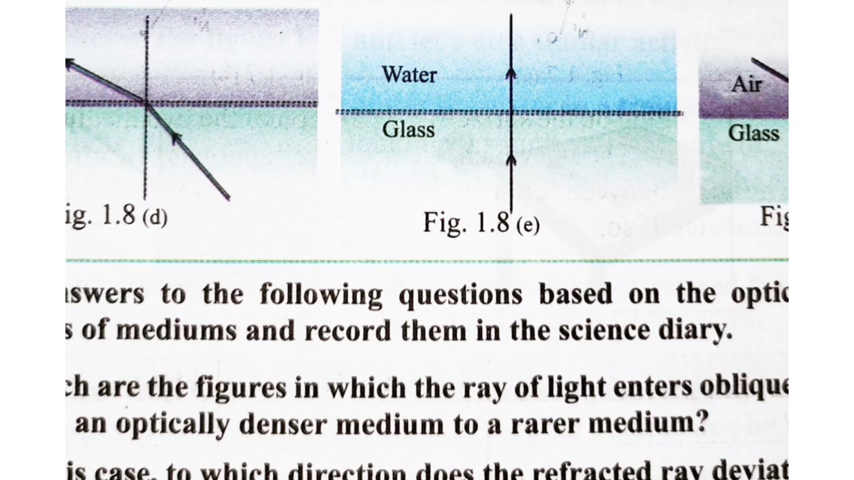 Water
Air
Glass
Glass
ig. 1.8 (d)
Fig. 1.8 (e)
Fig
swers to the following questions based on the optic
s of mediums and record them in the science diary.
ch are the figures in which the ray of light enters oblique
an optically denser medium to a rarer medium?
is case, to which direction does the refracted ray deviat